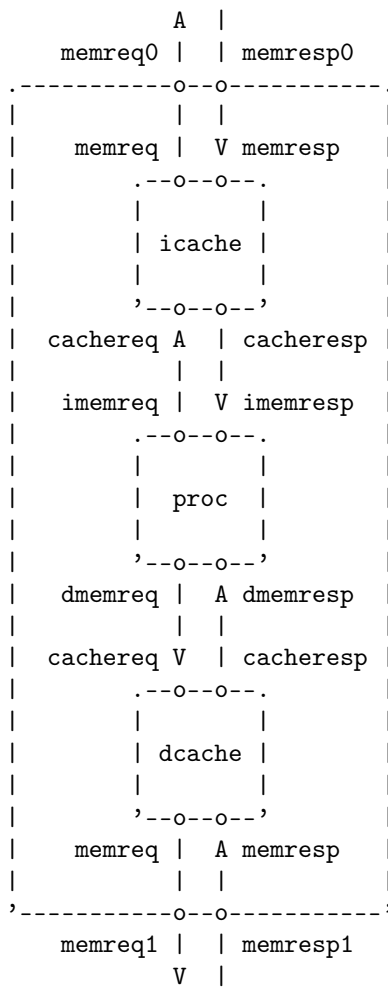 memreq0 memresp0
memreq memresp
icache
cachereq cacheresp
imemreq imemresp
proc
dmemreq dmemresp
cachereq cacheresp
dcache
memreq memresp
memreq1 memresp1